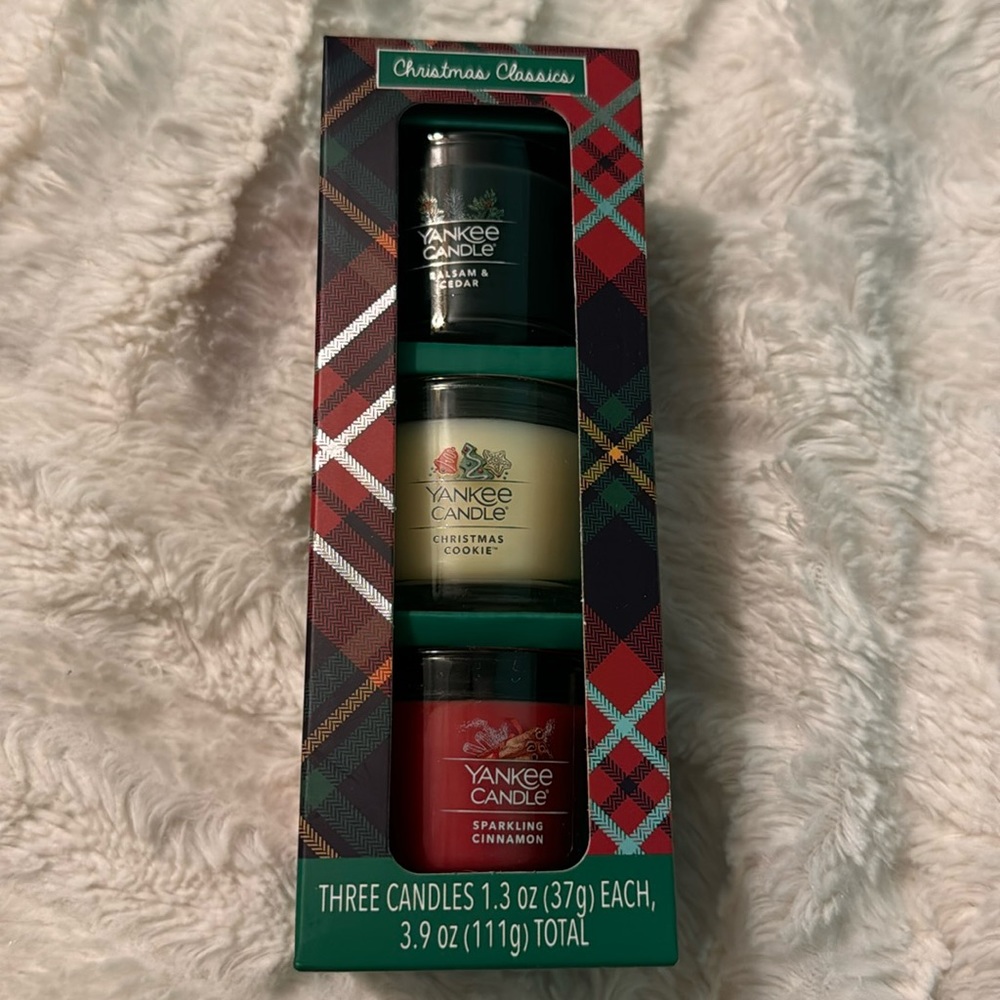 Christmas Classics
YANKEE
CANDLE®
BALSAM &
CEDAR
YANKEE
CANDLE®
CHRISTMAS
COOKIE™
YANKEE
CANDLE®
SPARKLING
CINNAMON
THREE CANDLES 1.3 oz (37g) EACH,
3.9 oz (111g) TOTAL